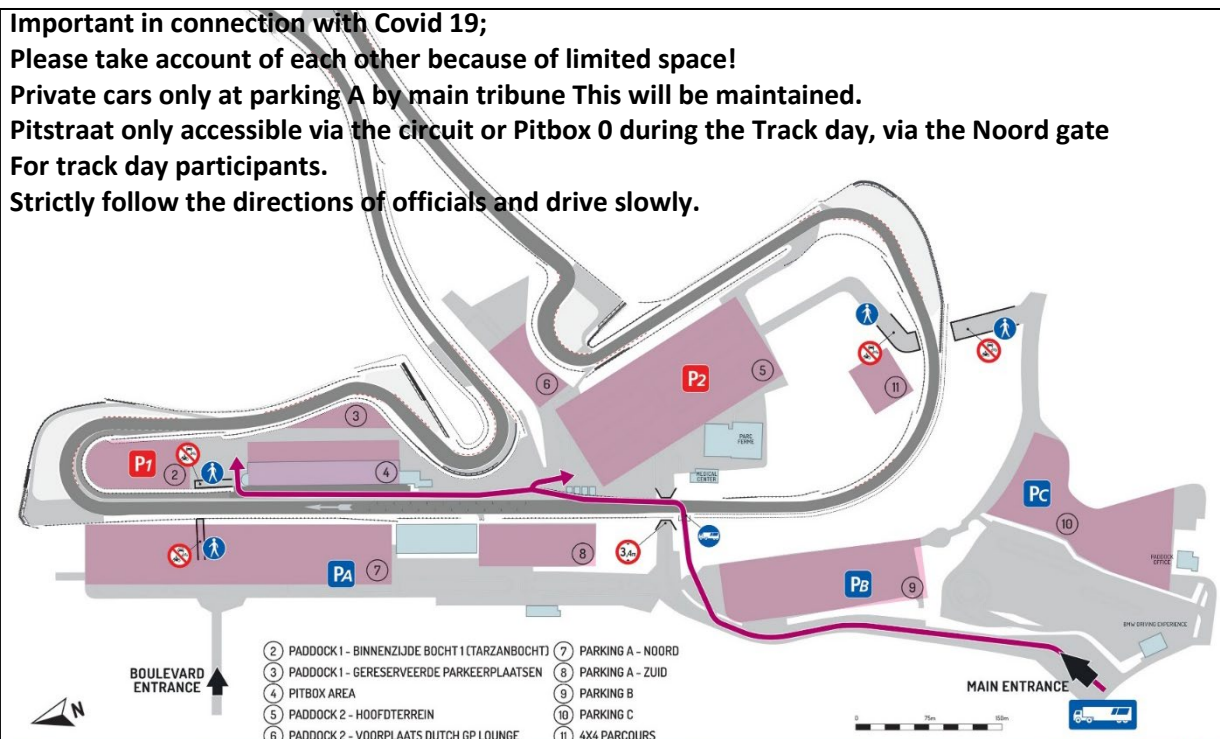 Important in connection with Covid 19;
Please take account of each other because of limited space!
Private cars only at parking A by main tribune This will be maintained.
Pitstraat only accessible via the circuit or Pitbox 0 during the Track day, via the Noord gate
For track day participants.
Strictly follow the directions of officials and drive slowly.
6
P2
5
11
3
P1
2
4
PARC
FERME
MEDICAL
CENTER
PC
10
PADDOCK
OFFICE
8
PA
7
PB
9
BMW DRIVING EXPERIENCE
BOULEVARD
ENTRANCE
MAIN ENTRANCE
N
2 PADDOCK 1 - BINNENZIJDE BOCHT 1 (TARZANBOCHT)
3 PADDOCK 1 - GERESERVEERDE PARKEERPLAATSEN
4 PITBOX AREA
5 PADDOCK 2 - HOOFDTERREIN
6 PADDOCK 2 - VOORPLAATS DUTCH GP LOUNGE
7 PARKING A - NOORD
8 PARKING A - ZUID
9 PARKING B
10 PARKING C
11 4X4 PARCOURS
0 75m 150m